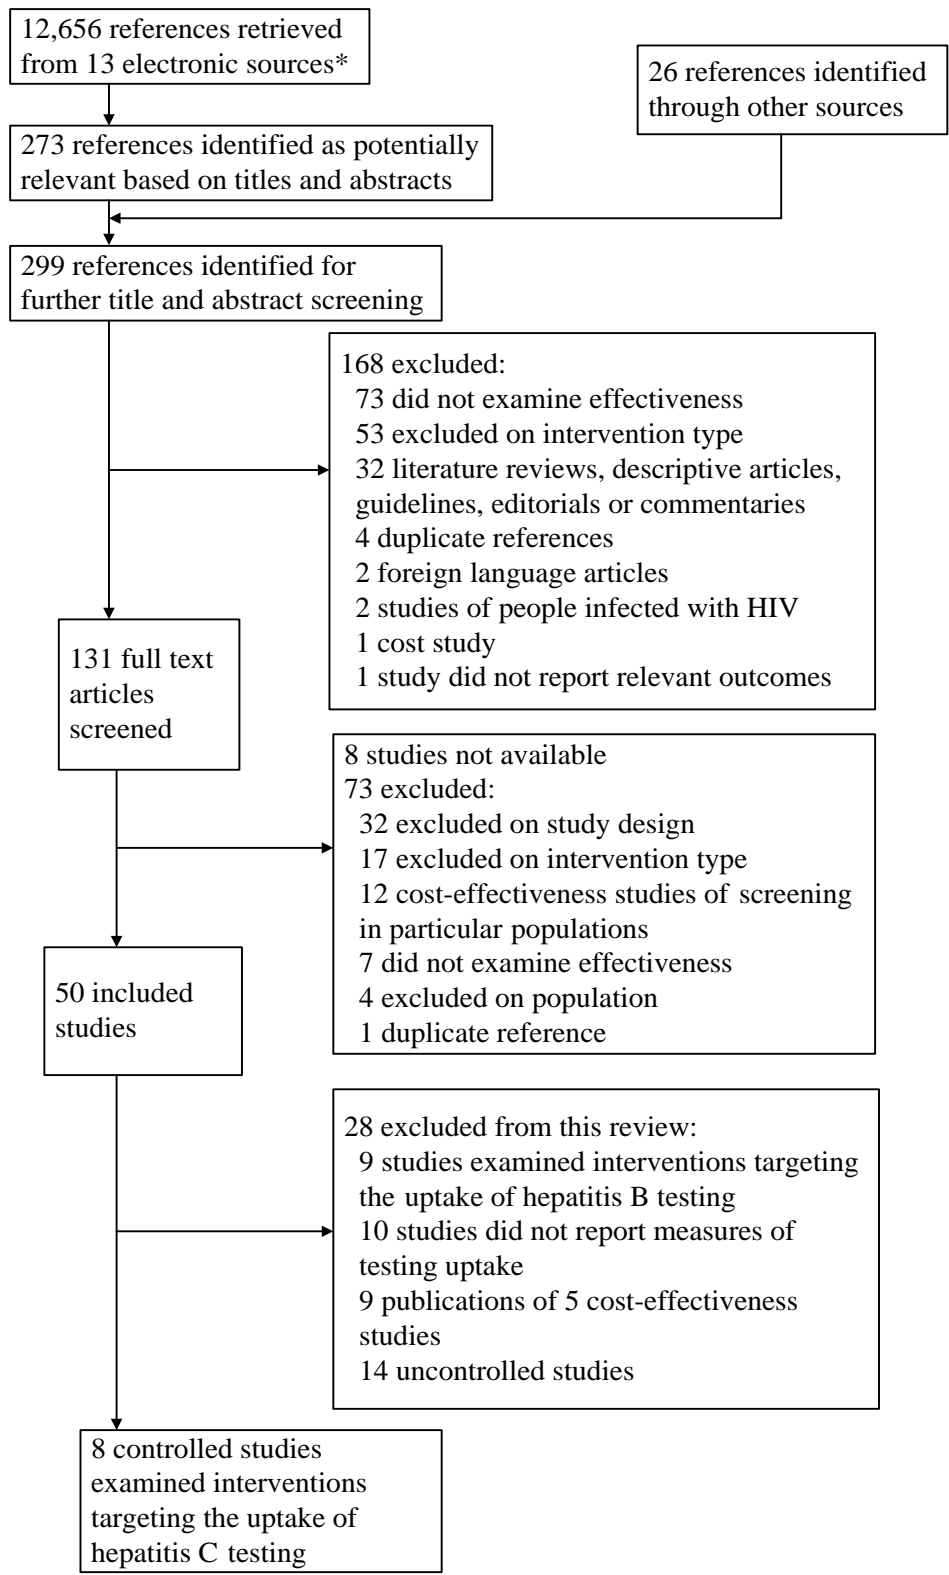 12,656 references retrieved
from 13 electronic sources*
26 references identified
through other sources
273 references identified as potentially
relevant based on titles and abstracts
299 references identified for
further title and abstract screening
168 excluded:
73 did not examine effectiveness
53 excluded on intervention type
32 literature reviews, descriptive articles,
guidelines, editorials or commentaries
4 duplicate references
2 foreign language articles
2 studies of people infected with HIV
1 cost study
1 study did not report relevant outcomes
131 full text
articles
screened
8 studies not available
73 excluded:
32 excluded on study design
17 excluded on intervention type
12 cost-effectiveness studies of screening
in particular populations
7 did not examine effectiveness
4 excluded on population
1 duplicate reference
50 included
studies
28 excluded from this review:
9 studies examined interventions targeting
the uptake of hepatitis B testing
10 studies did not report measures of
testing uptake
9 publications of 5 cost-effectiveness
studies
14 uncontrolled studies
8 controlled studies
examined interventions
targeting the uptake of
hepatitis C testing